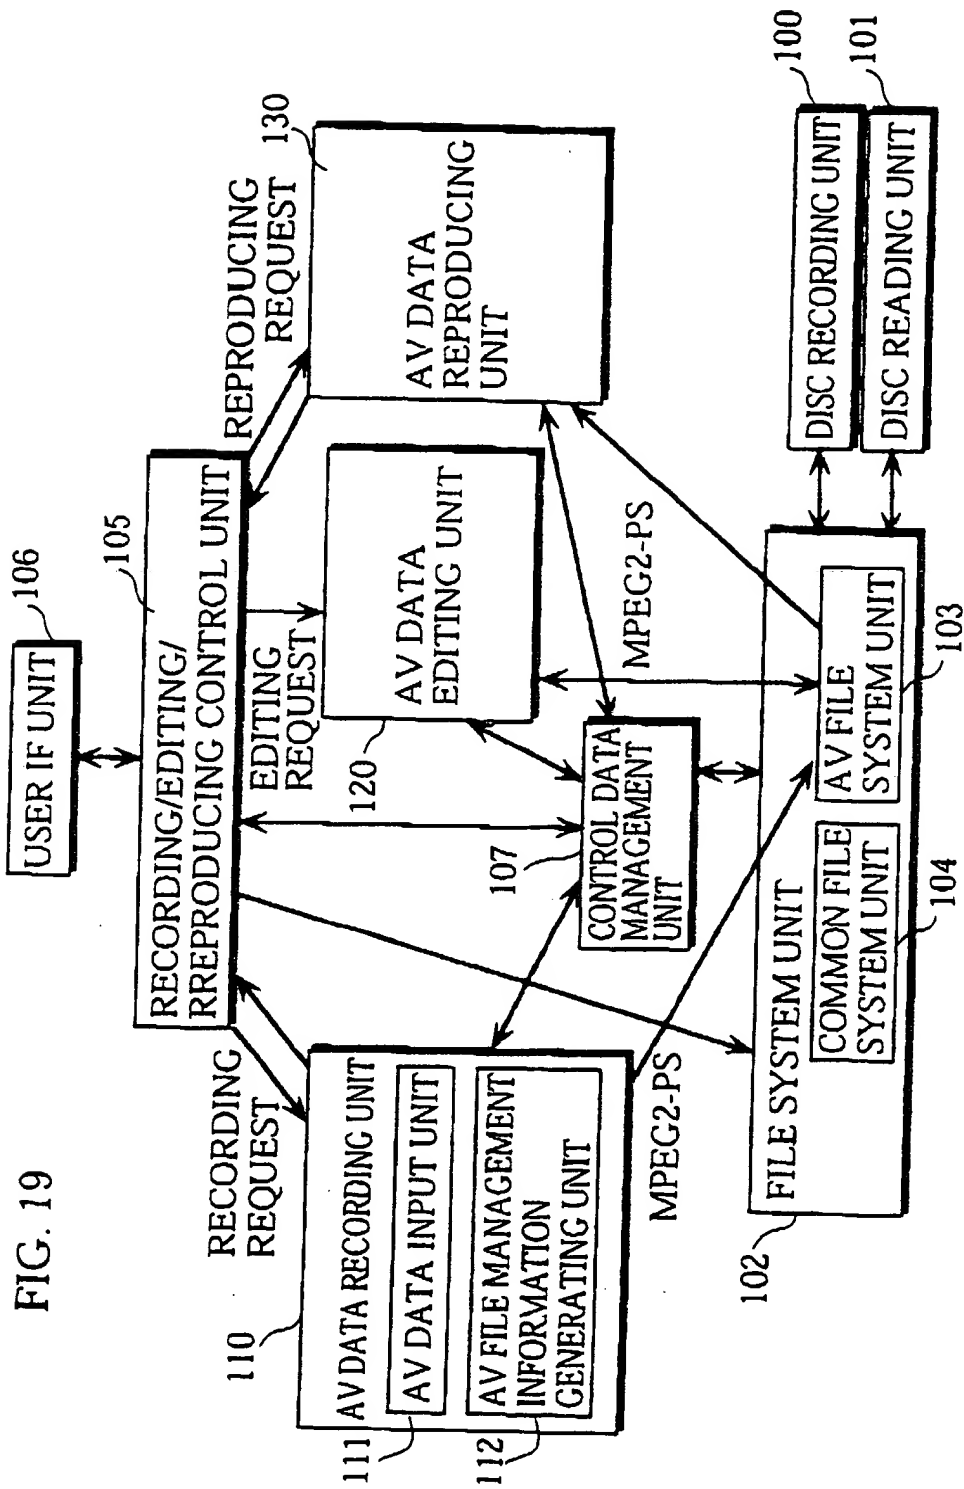 FIG. 19
USER IF UNIT
106
105
RECORDING/EDITING/
RREPRODUCING CONTROL UNIT
RECORDING
REQUEST
EDITING
REQUEST
REPRODUCING
REQUEST
110
AV DATA RECORDING UNIT
111
AV DATA INPUT UNIT
112
AV FILE MANAGEMENT
INFORMATION
GENERATING UNIT
120
AV DATA
EDITING UNIT
130
AV DATA
REPRODUCING
UNIT
107
CONTROL DATA
MANAGEMENT
UNIT
MPEG2-PS
MPEG2-PS
102
FILE SYSTEM UNIT
COMMON FILE
SYSTEM UNIT
104
AV FILE
SYSTEM UNIT
103
DISC RECORDING UNIT
100
DISC READING UNIT
101